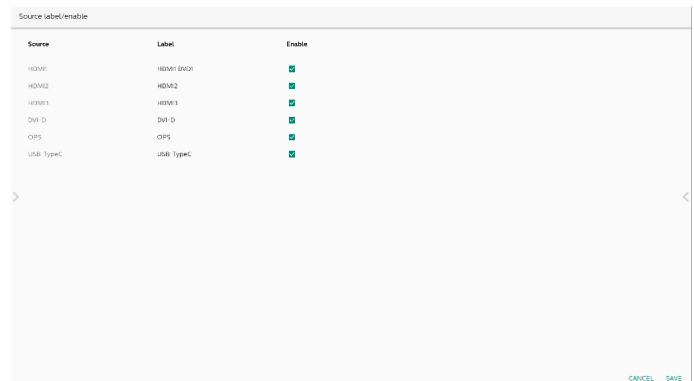 Source label/enable
Source Label Enable
HDMI1 HDMI1 DVD1
HDMI2 HDMI2
HDMI3 HDMI3
DVI-D DVI-D
OPS OPS
USB TypeC USB TypeC
CANCEL SAVE